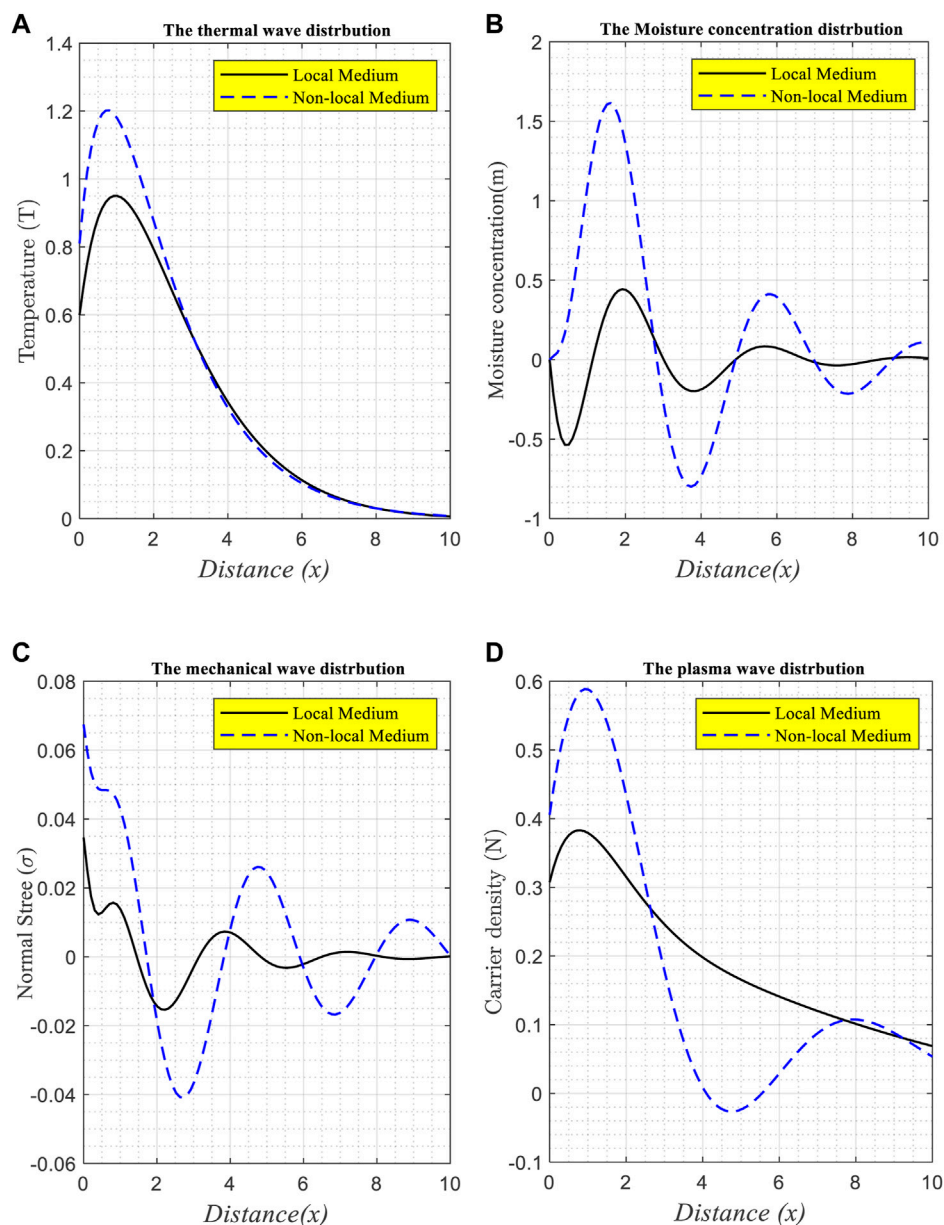 A
The thermal wave distrbution
Local Medium
Non-local Medium
Temperature (T)
1.4
1.2
1
0.8
0.6
0.4
0.2
0
0 2 4 6 8 10
Distance (x)
B
The Moisture concentration distrbution
Local Medium
Non-local Medium
Moisture concentration(m)
2
1.5
1
0.5
0
-0.5
-1
0 2 4 6 8 10
Distance(x)
C
The mechanical wave distrbution
Local Medium
Non-local Medium
Normal Stree (σ)
0.08
0.06
0.04
0.02
0
-0.02
-0.04
-0.06
0 2 4 6 8 10
Distance(x)
D
The plasma wave distrbution
Local Medium
Non-local Medium
Carrier density (N)
0.6
0.5
0.4
0.3
0.2
0.1
0
-0.1
0 2 4 6 8 10
Distance (x)